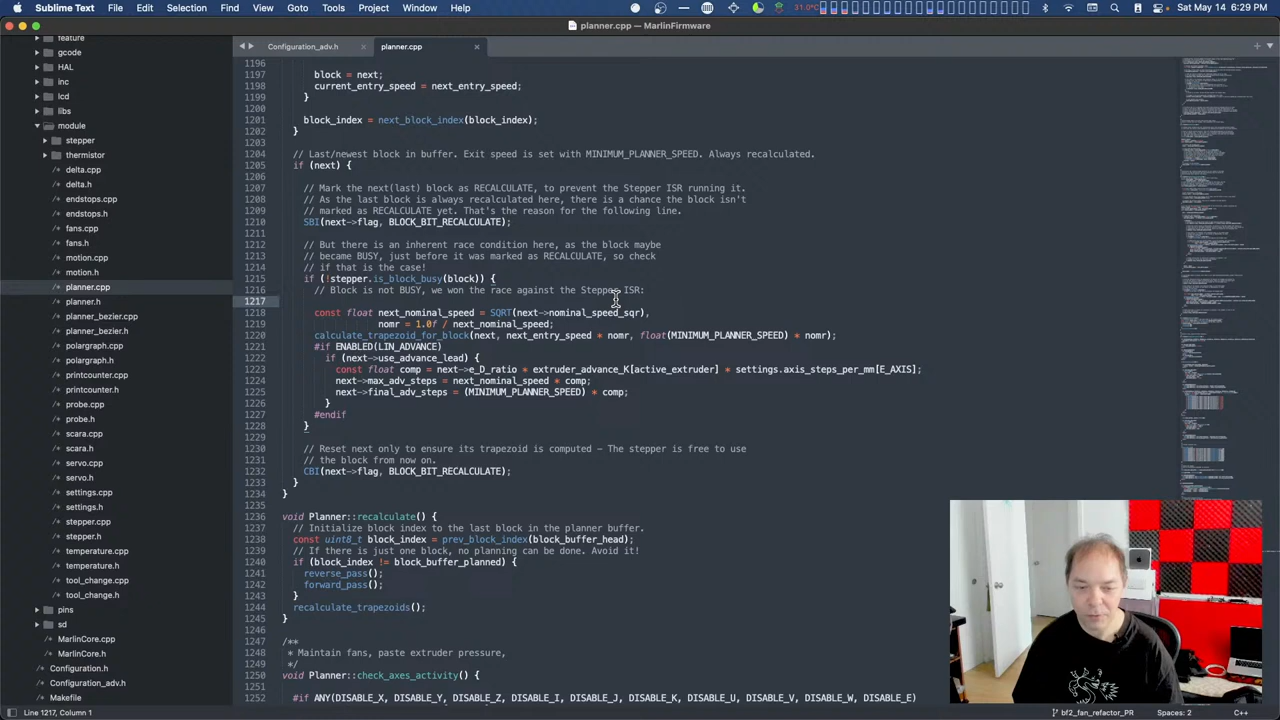 Sublime Text File Edit Selection Find View Goto Tools Project Window Help 31.0°C Sat May 14 6:29 PM
planner.cpp — MarlinFirmware
Configuration_adv.h × planner.cpp ×
feature
gcode
HAL
inc
lcd
libs
module
stepper
thermistor
delta.cpp
delta.h
endstops.cpp
endstops.h
fans.cpp
fans.h
motion.cpp
motion.h
planner.cpp
planner.h
planner_bezier.cpp
planner_bezier.h
polargraph.cpp
polargraph.h
printcounter.cpp
printcounter.h
probe.cpp
probe.h
scara.cpp
scara.h
servo.cpp
servo.h
settings.cpp
settings.h
stepper.cpp
stepper.h
temperature.cpp
temperature.h
tool_change.cpp
tool_change.h
pins
sd
MarlinCore.cpp
MarlinCore.h
Configuration.h
Configuration_adv.h
Makefile
1196
1197 block = next;
1198 current_entry_speed = next_entry_speed;
1199 }
1200
1201 block_index = next_block_index(block_index);
1202 }
1203
1204 // Last/newest block in buffer. Exit speed is set with MINIMUM_PLANNER_SPEED. Always recalculated.
1205 if (next) {
1206
1207 // Mark the next(last) block as RECALCULATE, to prevent the Stepper ISR running it.
1208 // As the last block is always recalculated here, there is a chance the block isn't
1209 // marked as RECALCULATE yet. That's the reason for the following line.
1210 SBI(next->flag, BLOCK_BIT_RECALCULATE);
1211
1212 // But there is an inherent race condition here, as the block maybe
1213 // became BUSY, just before it was marked as RECALCULATE, so check
1214 // if that is the case!
1215 if (!stepper.is_block_busy(block)) {
1216 // Block is not BUSY, we won the race against the Stepper ISR:
1217
1218 const float next_nominal_speed = SQRT(next->nominal_speed_sqr),
1219 nomr = 1.0f / next_nominal_speed;
1220 calculate_trapezoid_for_block(next, next_entry_speed * nomr, float(MINIMUM_PLANNER_SPEED) * nomr);
1221 #if ENABLED(LIN_ADVANCE)
1222 if (next->use_advance_lead) {
1223 const float comp = next->e_D_ratio * extruder_advance_K[active_extruder] * settings.axis_steps_per_mm[E_AXIS];
1224 next->max_adv_steps = next_nominal_speed * comp;
1225 next->final_adv_steps = (MINIMUM_PLANNER_SPEED) * comp;
1226 }
1227 #endif
1228 }
1229
1230 // Reset next only to ensure its trapezoid is computed - The stepper is free to use
1231 // the block from now on.
1232 CBI(next->flag, BLOCK_BIT_RECALCULATE);
1233 }
1234 }
1235
1236 void Planner::recalculate() {
1237 // Initialize block index to the last block in the planner buffer.
1238 const uint8_t block_index = prev_block_index(block_buffer_head);
1239 // If there is just one block, no planning can be done. Avoid it!
1240 if (block_index != block_buffer_planned) {
1241 reverse_pass();
1242 forward_pass();
1243 }
1244 recalculate_trapezoids();
1245 }
1246
1247 /**
1248 * Maintain fans, paste extruder pressure,
1249 */
1250 void Planner::check_axes_activity() {
1251
1252 #if ANY(DISABLE_X, DISABLE_Y, DISABLE_Z, DISABLE_I, DISABLE_J, DISABLE_K, DISABLE_U, DISABLE_V, DISABLE_W, DISABLE_E)
Line 1217, Column 1 bf2_fan_refactor_PR Spaces: 2 C++